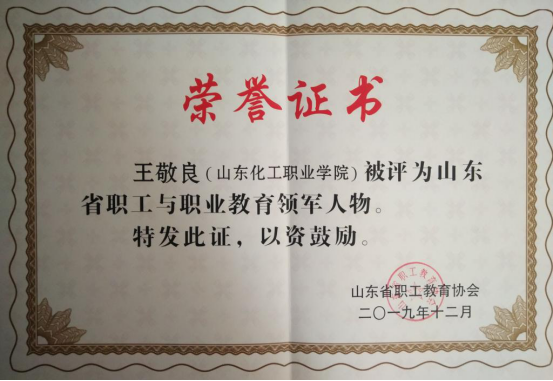 荣誉证书
王敬良（山东化工职业学院）被评为山东
省职工与职业教育领军人物。
特发此证，以资鼓励。
山东省职工教育协会
二〇一九年十二月